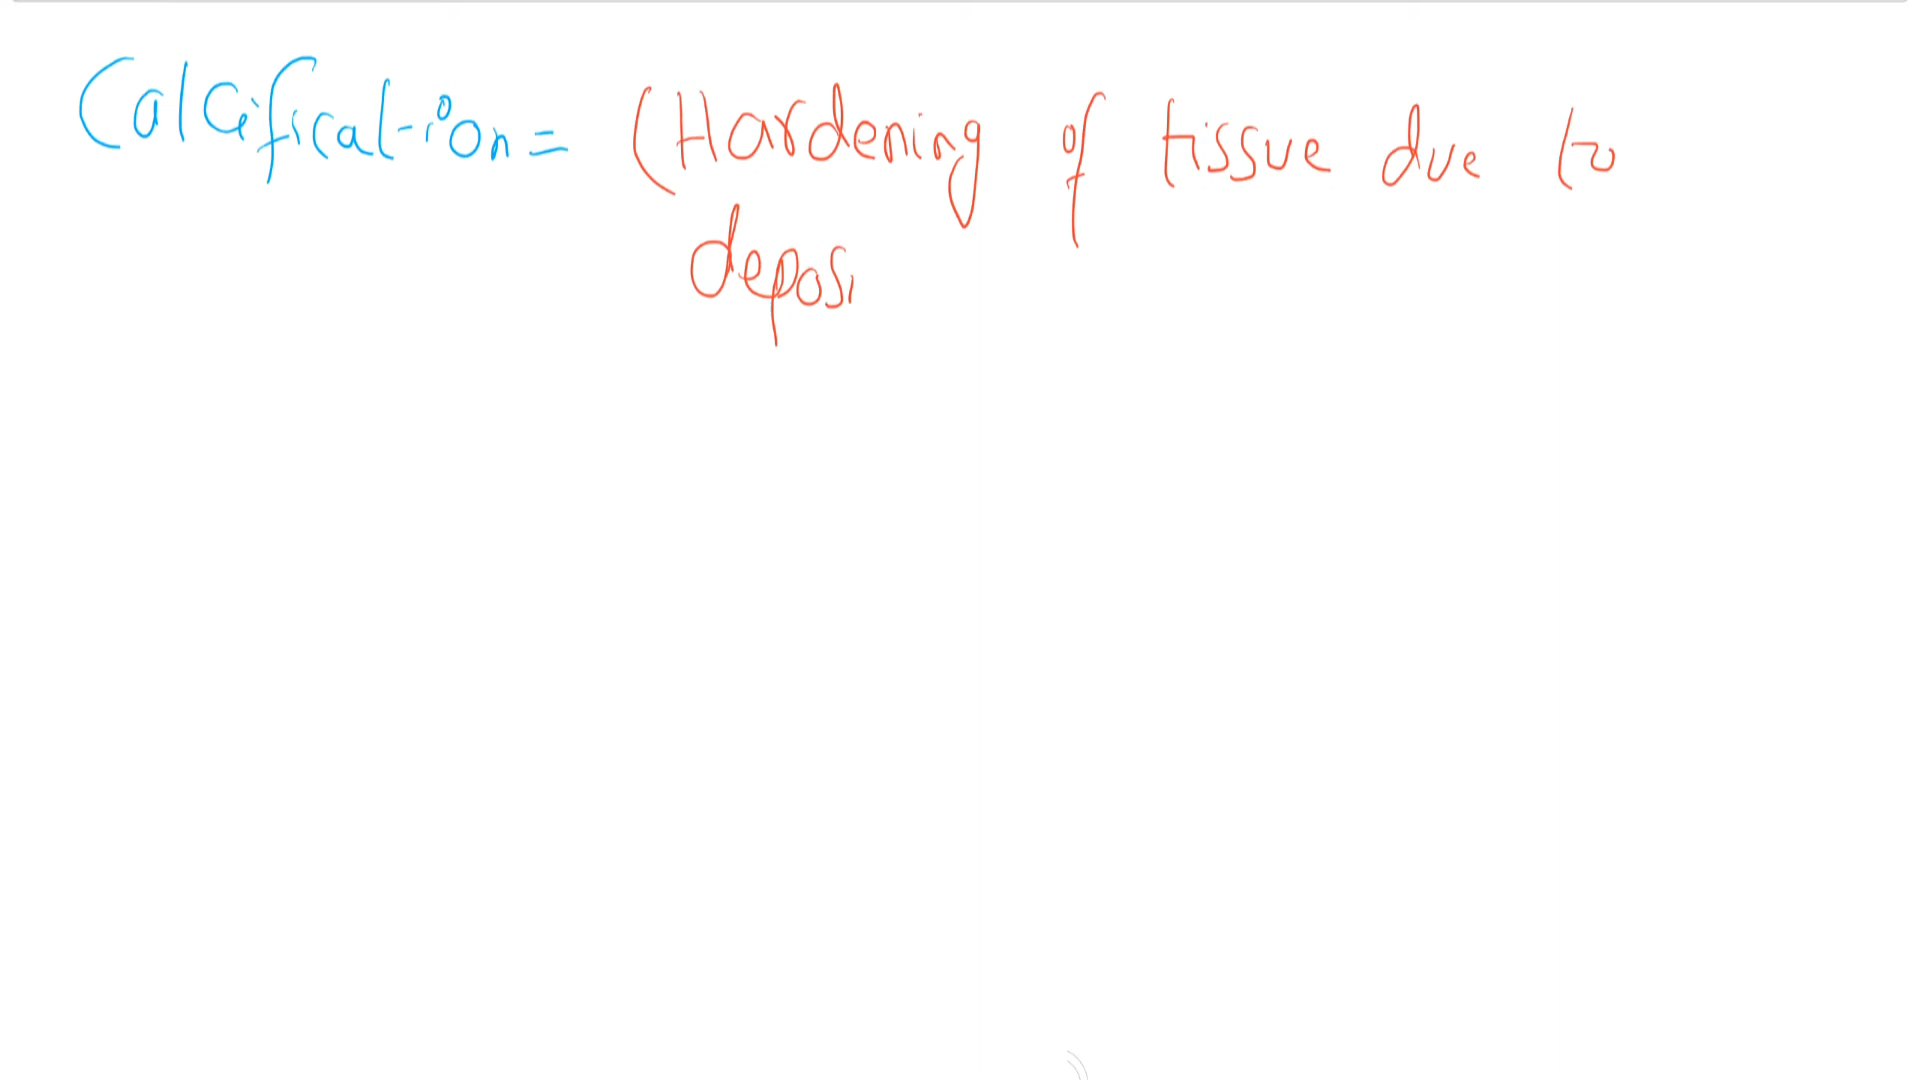 Calcification = (Hardening of tissue due to
deposi